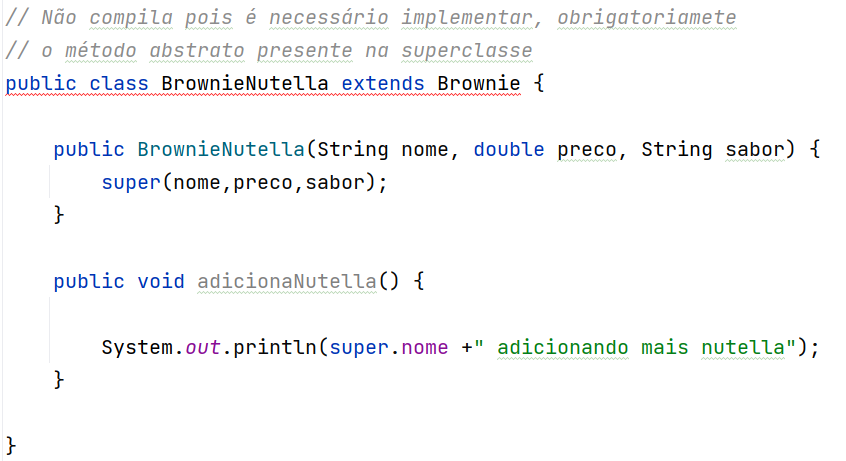 // Não compila pois é necessário implementar, obrigatoriamete
// o método abstrato presente na superclasse
public class BrownieNutella extends Brownie {
public BrownieNutella(String nome, double preco, String sabor) {
super(nome,preco,sabor);
}
public void adicionaNutella() {
System.out.println(super.nome +" adicionando mais nutella");
}
}